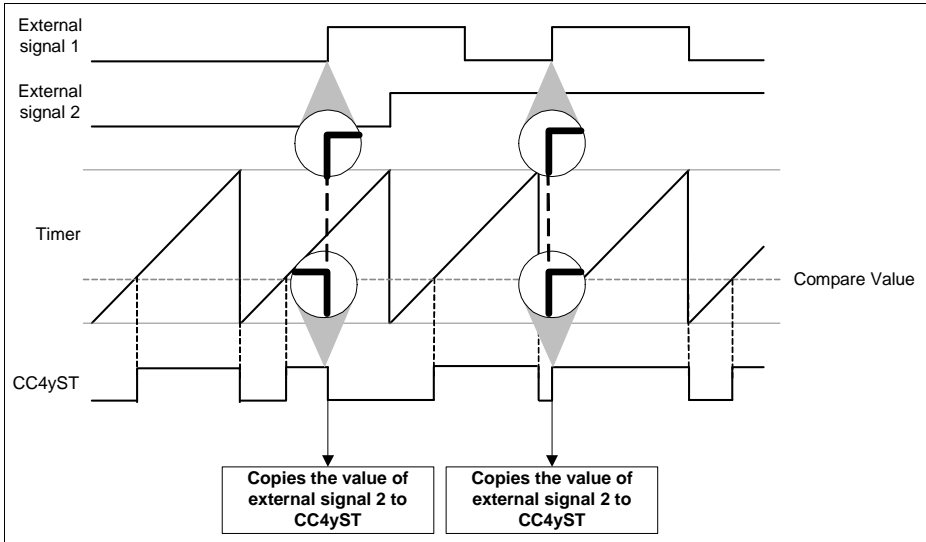 External
signal 1
External
signal 2
Timer
Compare Value
CC4yST
Copies the value of
external signal 2 to
CC4yST
Copies the value of
external signal 2 to
CC4yST